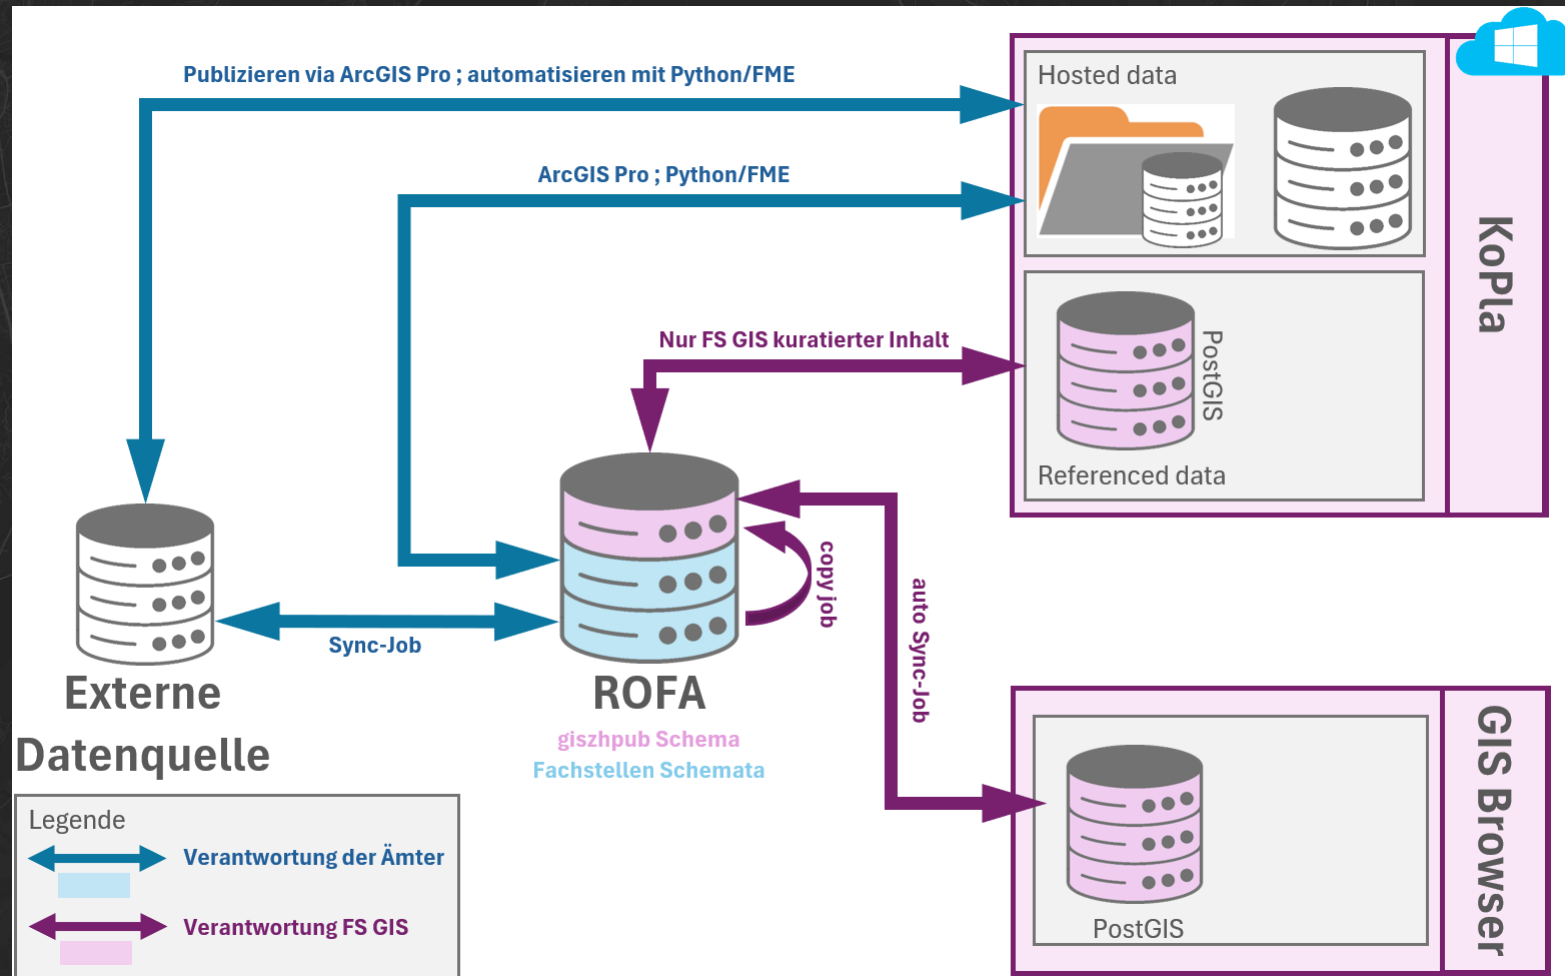 Publizieren via ArcGIS Pro ; automatisieren mit Python/FME
ArcGIS Pro ; Python/FME
Nur FS GIS kuratierter Inhalt
Hosted data
PostGIS
Referenced data
KoPla
copy job
auto Sync-Job
Sync-Job
Externe
Datenquelle
ROFA
giszhpub Schema
Fachstellen Schemata
PostGIS
GIS Browser
Legende
Verantwortung der Ämter
Verantwortung FS GIS